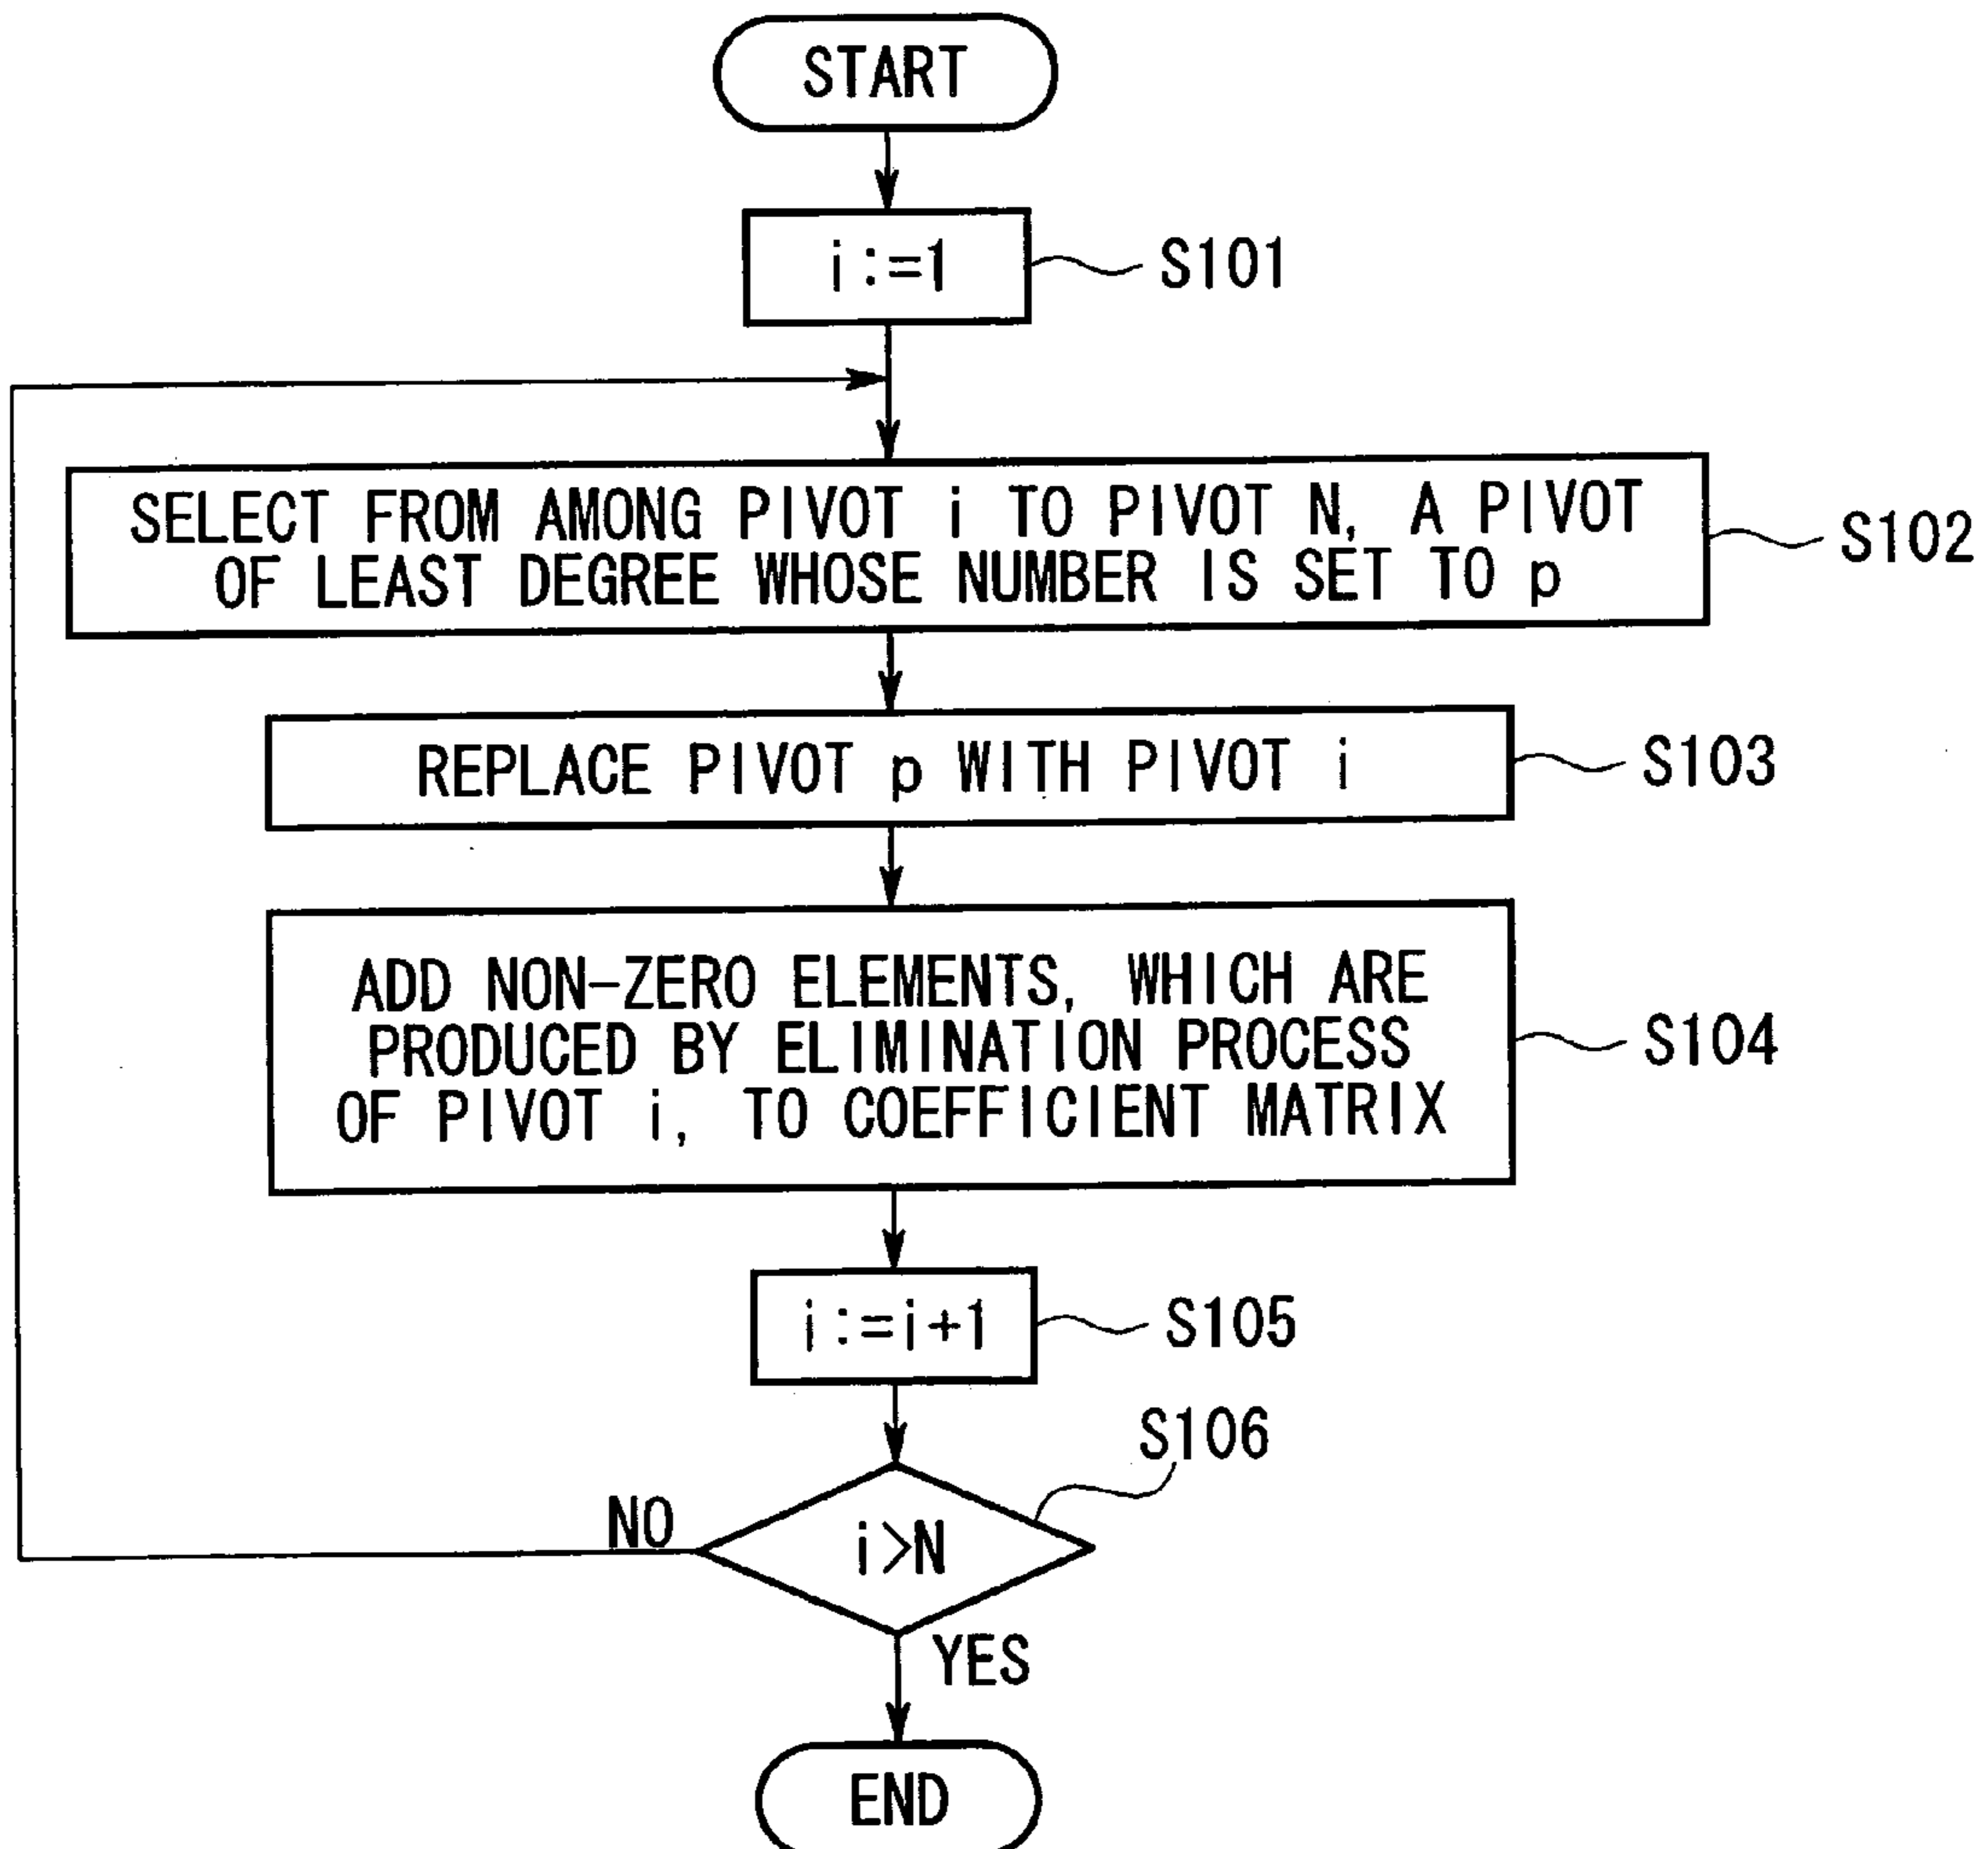 START
i:=1
S101
SELECT FROM AMONG PIVOT i TO PIVOT N, A PIVOT
OF LEAST DEGREE WHOSE NUMBER IS SET TO p
S102
REPLACE PIVOT p WITH PIVOT i
S103
ADD NON-ZERO ELEMENTS, WHICH ARE
PRODUCED BY ELIMINATION PROCESS
OF PIVOT i, TO COEFFICIENT MATRIX
S104
i:=i+1
S105
S106
NO
i>N
YES
END